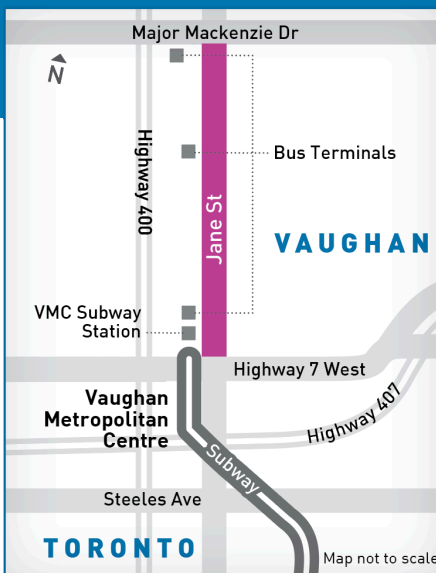 Major Mackenzie Dr
N
Highway 400
Bus Terminals
Jane St
VAUGHAN
VMC Subway
Station
Highway 7 West
Vaughan
Metropolitan
Centre
Highway 407
Subway
Steeles Ave
TORONTO
Map not to scale